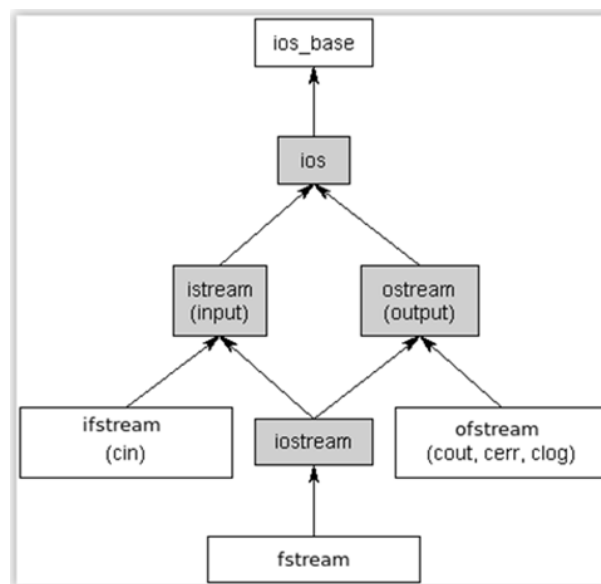 ios_base
ios
istream
(input)
ostream
(output)
ifstream
(cin)
iostream
ofstream
(cout, cerr, clog)
fstream